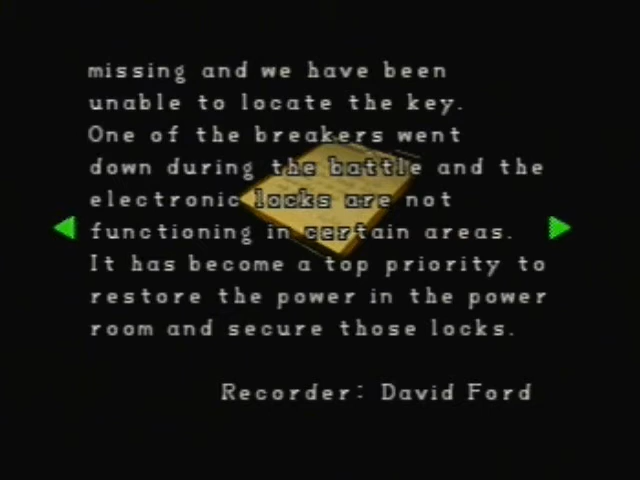 missing and we have been
unable to locate the key.
One of the breakers went
down during the battle and the
electronic locks are not
functioning in certain areas.
It has become a top priority to
restore the power in the power
room and secure those locks.
Recorder: David Ford